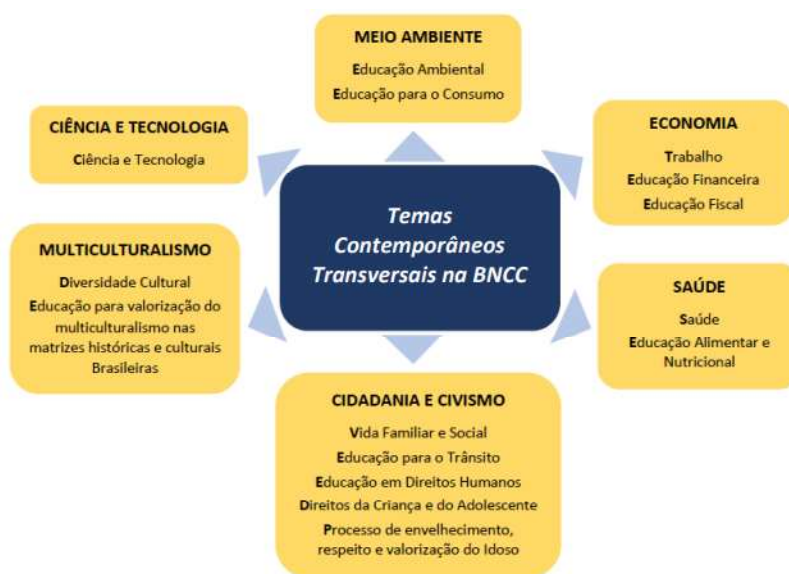 MEIO AMBIENTE
Educação Ambiental
Educação para o Consumo
CIÊNCIA E TECNOLOGIA
Ciência e Tecnologia
ECONOMIA
Trabalho
Educação Financeira
Educação Fiscal
Temas
Contemporâneos
Transversais na BNCC
MULTICULTURALISMO
Diversidade Cultural
Educação para valorização do
multiculturalismo nas
matrizes históricas e culturais
Brasileiras
SAÚDE
Saúde
Educação Alimentar e
Nutricional
CIDADANIA E CIVISMO
Vida Familiar e Social
Educação para o Trânsito
Educação em Direitos Humanos
Direitos da Criança e do Adolescente
Processo de envelhecimento,
respeito e valorização do Idoso